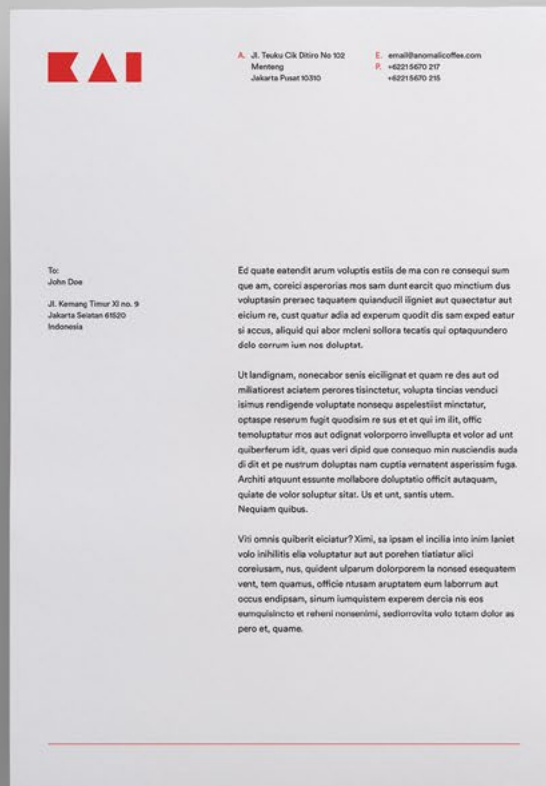 KAI
A. Jl. Teuku Cik Ditiro No 102
Menteng
Jakarta Pusat 10310
E. email@anomalicoffee.com
P. +6221 5670 217
+6221 5670 215
To:
John Doe
Jl. Kemang Timur XI no. 9
Jakarta Selatan 61520
Indonesia
Ed quate eatendit arum voluptis estiis de ma con re consequi sum
que am, coreici asperorias mos sam dunt earcit quo minctium dus
voluptasin preraec taquatem quianducil iligniet aut quaectatur aut
eicium re, cust quatur adia ad experum quodit dis sam exped eatur
si accus, aliquid qui abor moleni sollora tecatis qui optaquundero
dolo corrum ium nos doluptat.
Ut landignam, nonecabor senis eicilignat et quam re des aut od
miliatiorest aciatem perores tisinctetur, volupta tincias venduci
isimus rendigende voluptate nonsequ aspelestiist minctatur,
optaspe reserum fugit quodisim re sus et et qui im ilit, offic
temoluptatur mos aut odignat volorporro invellupta et volor ad unt
quiberferum idit, quas veri dipid que consequo min nusciendis auda
di dit et pe nustrum doluptas nam cuptia vernatent asperissim fuga.
Architi atquunt essunte mollabore doluptatio officit autaquam,
quiate de volor soluptur sitat. Us et unt, santis utem.
Nequiam quibus.
Viti omnis quiberit eiciatur? Ximi, sa ipsam el incilia into inim laniet
volo inihilitis elia voluptatur aut aut porehen tiatiatur alici
coreiusam, nus, quident ulparum dolorporem la nonsed esequatem
vent, tem quamus, officie ntusam aruptatem eum laborrum aut
occus endipsam, sinum iumquistem experem dercia nis eos
eumquisincto et reheni nonsenimi, sediorrovita volo totam dolor as
pero et, quame.